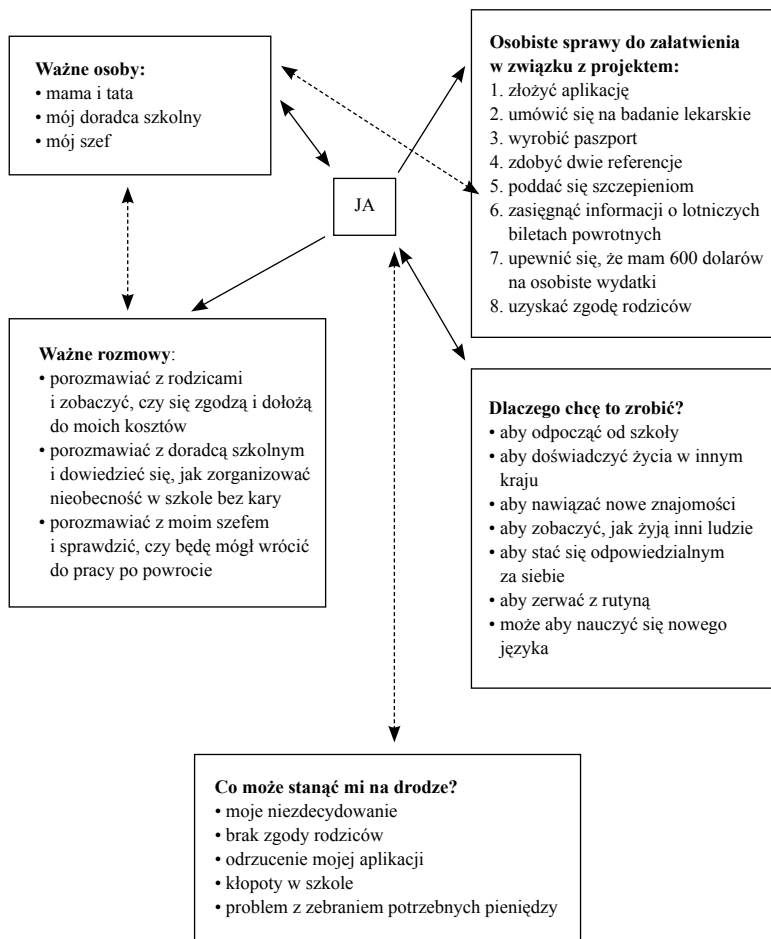 Ważne osoby:
• mama i tata
• mój doradca szkolny
• mój szef
Osobiste sprawy do załatwienia
w związku z projektem:
1. złożyć aplikację
2. umówić się na badanie lekarskie
3. wyrobić paszport
4. zdobyć dwie referencje
5. poddać się szczepieniom
6. zasięgnąć informacji o lotniczych
biletach powrotnych
7. upewnić się, że mam 600 dolarów
na osobiste wydatki
8. uzyskać zgodę rodziców
JA
Ważne rozmowy:
• porozmawiać z rodzicami
i zobaczyć, czy się zgodzą i dołożą
do moich kosztów
• porozmawiać z doradcą szkolnym
i dowiedzieć się, jak zorganizować
nieobecność w szkole bez kary
• porozmawiać z moim szefem
i sprawdzić, czy będę mógł wrócić
do pracy po powrocie
Dlaczego chcę to zrobić?
• aby odpocząć od szkoły
• aby doświadczyć życia w innym
kraju
• aby nawiązać nowe znajomości
• aby zobaczyć, jak żyją inni ludzie
• aby stać się odpowiedzialnym
za siebie
• aby zerwać z rutyną
• może aby nauczyć się nowego
języka
Co może stanąć mi na drodze?
• moje niezdecydowanie
• brak zgody rodziców
• odrzucenie mojej aplikacji
• kłopoty w szkole
• problem z zebraniem potrzebnych pieniędzy